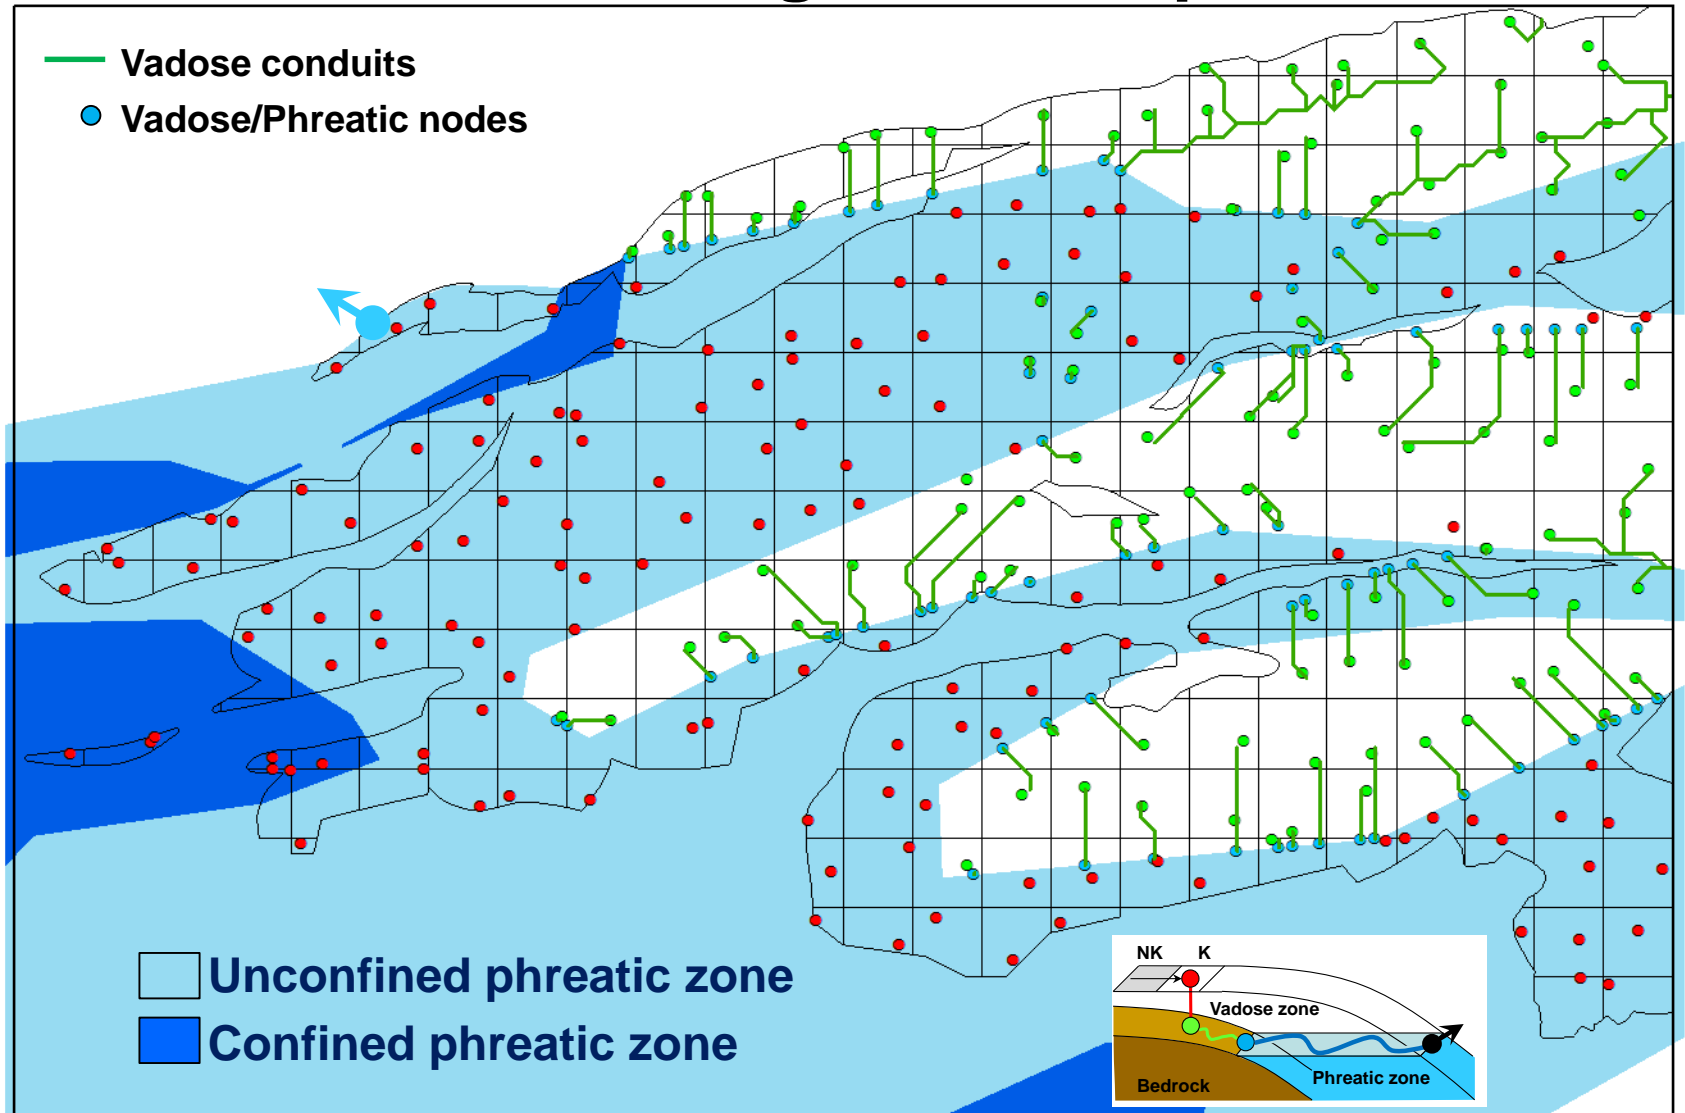 Vadose conduits
Vadose/Phreatic nodes
Unconfined phreatic zone
Confined phreatic zone
NK K
Vadose zone
Phreatic zone
Bedrock